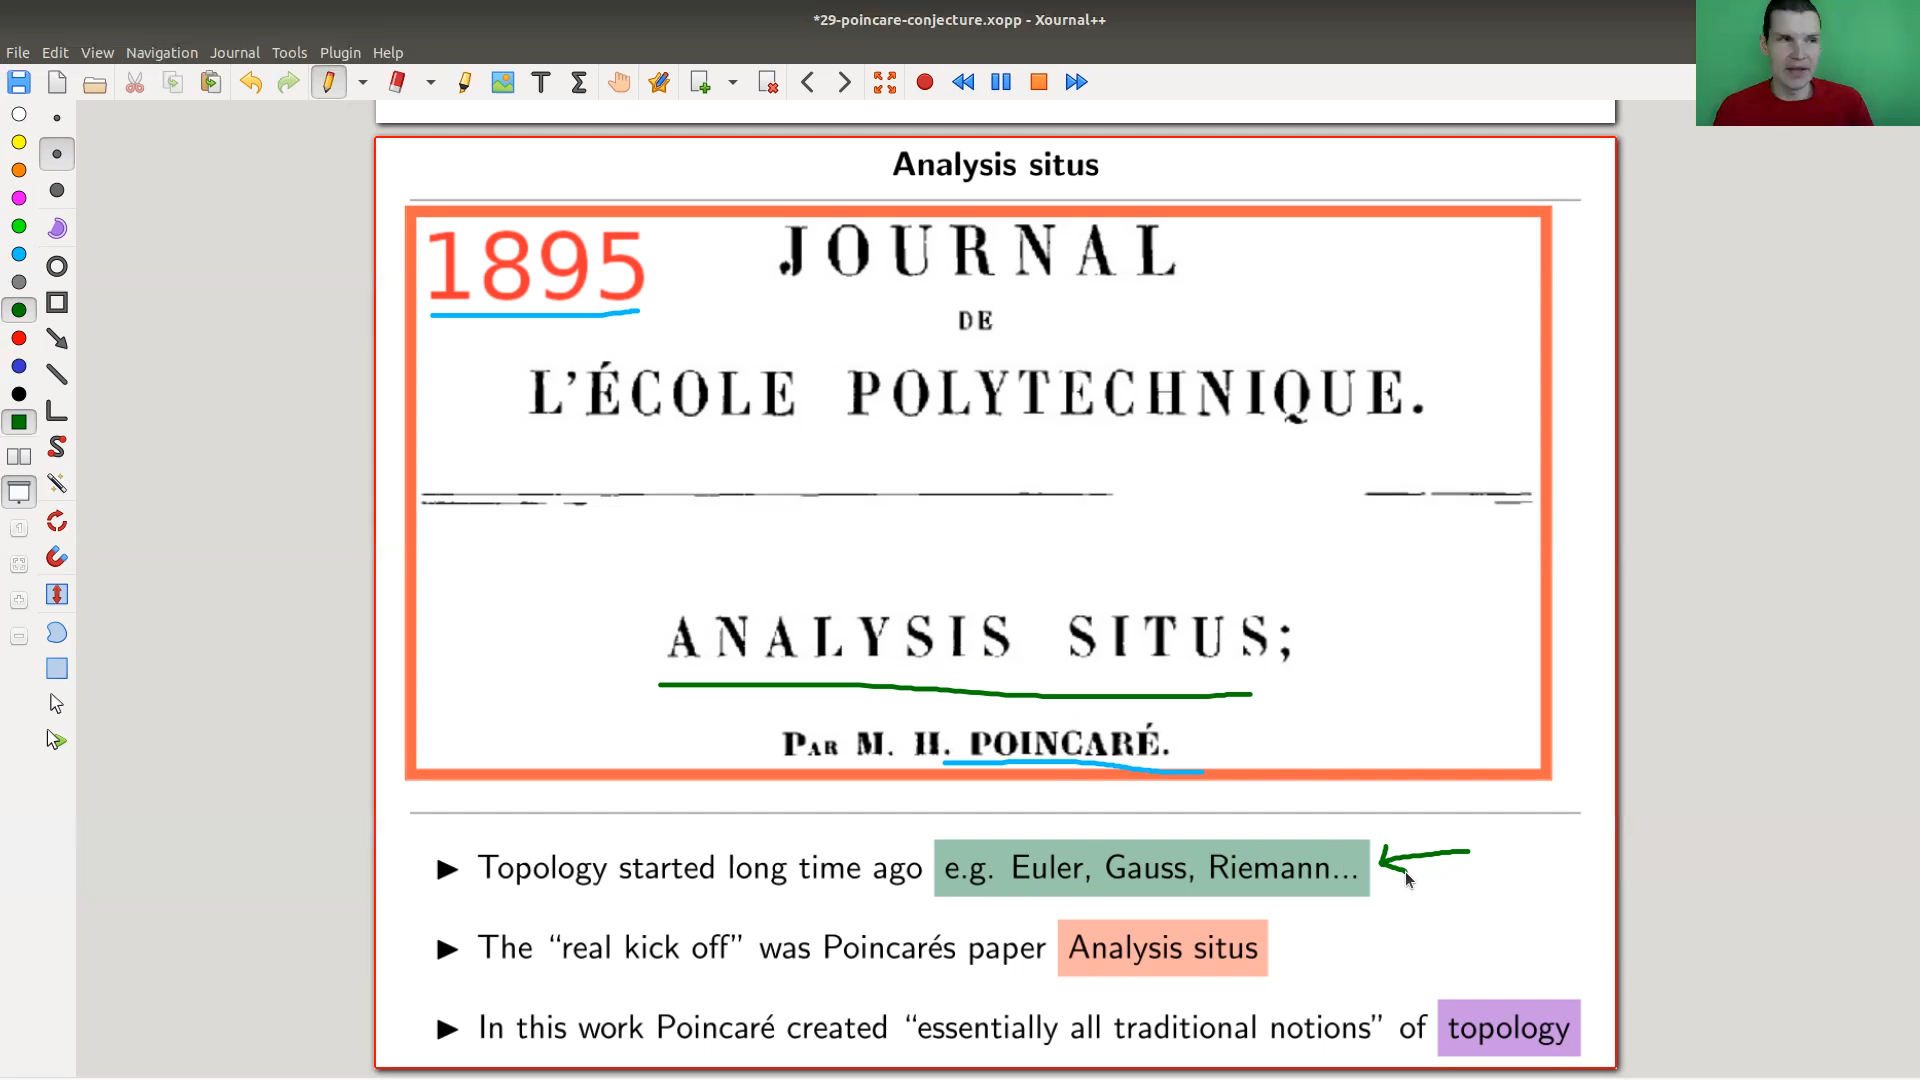 *29-poincare-conjecture.xopp - Xournal++
File Edit View Navigation Journal Tools Plugin Help
Analysis situs
1895
JOURNAL
DE
L'ÉCOLE POLYTECHNIQUE.
ANALYSIS SITUS;
PAR M. H. POINCARÉ.
► Topology started long time ago e.g. Euler, Gauss, Riemann...
► The “real kick off” was Poincarés paper Analysis situs
► In this work Poincaré created “essentially all traditional notions” of topology